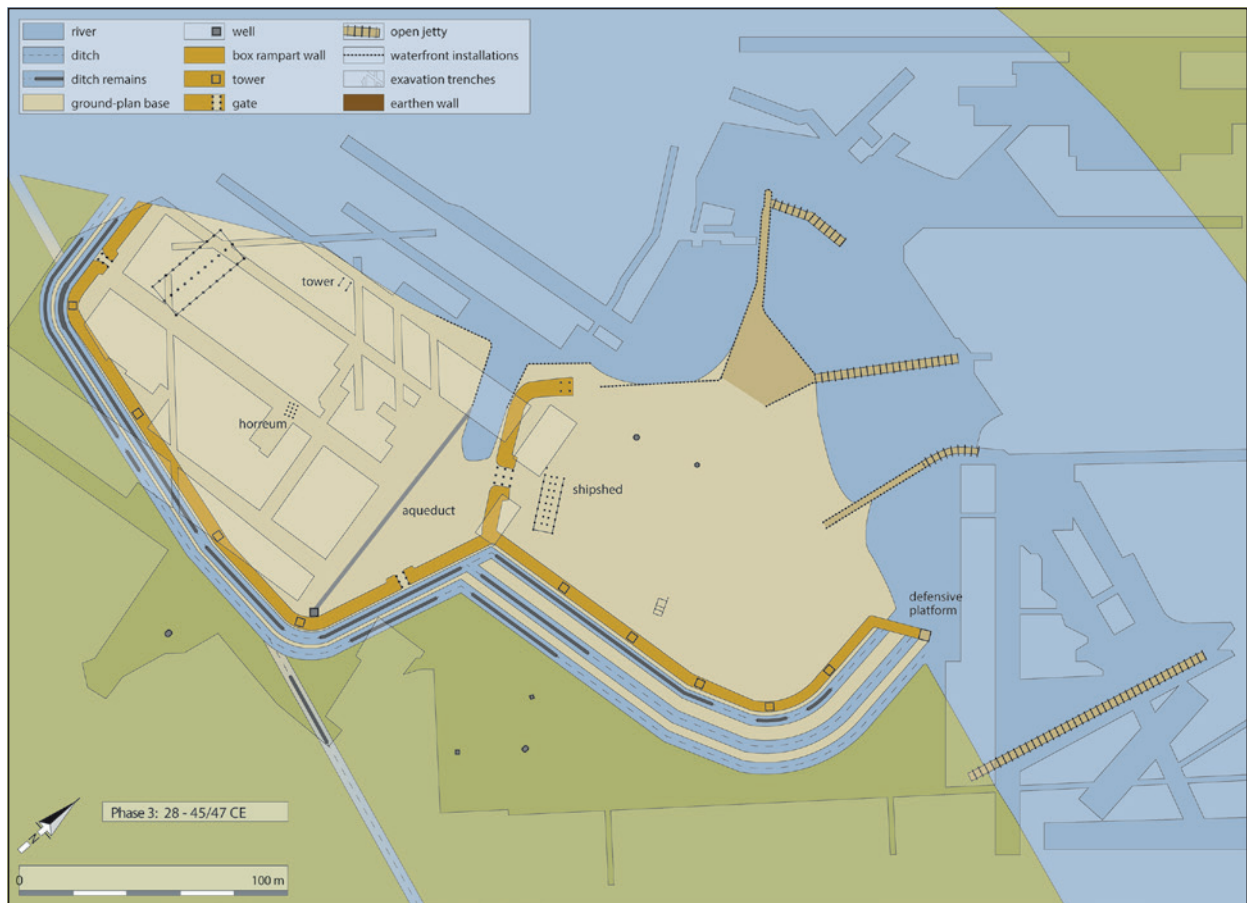 river
ditch
ditch remains
ground-plan base
well
box rampart wall
tower
gate
open jetty
waterfront installations
exavation trenches
earthen wall
tower
horreum
aqueduct
shipshed
defensive
platform
Phase 3: 28 - 45/47 CE
N
0
100 m